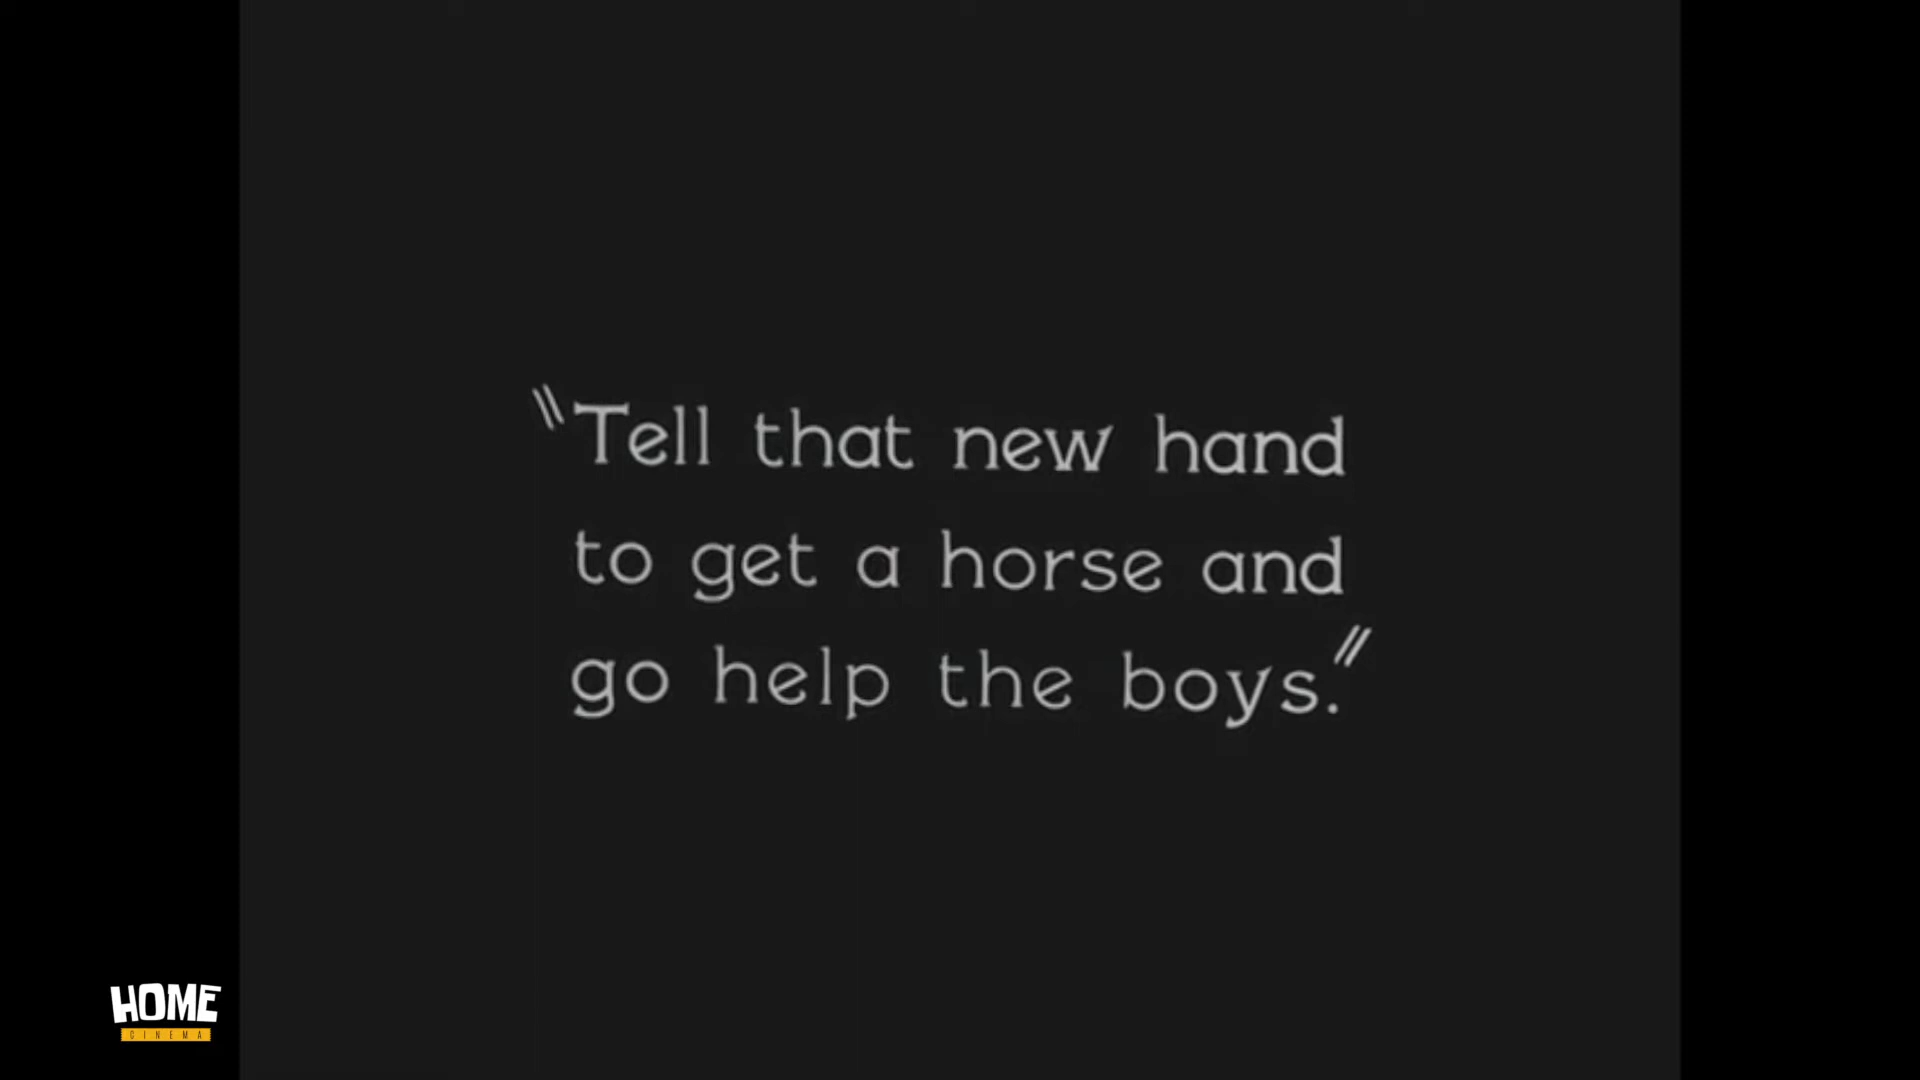 "Tell that new hand
to get a horse and
go help the boys."
HOME
CINEMA